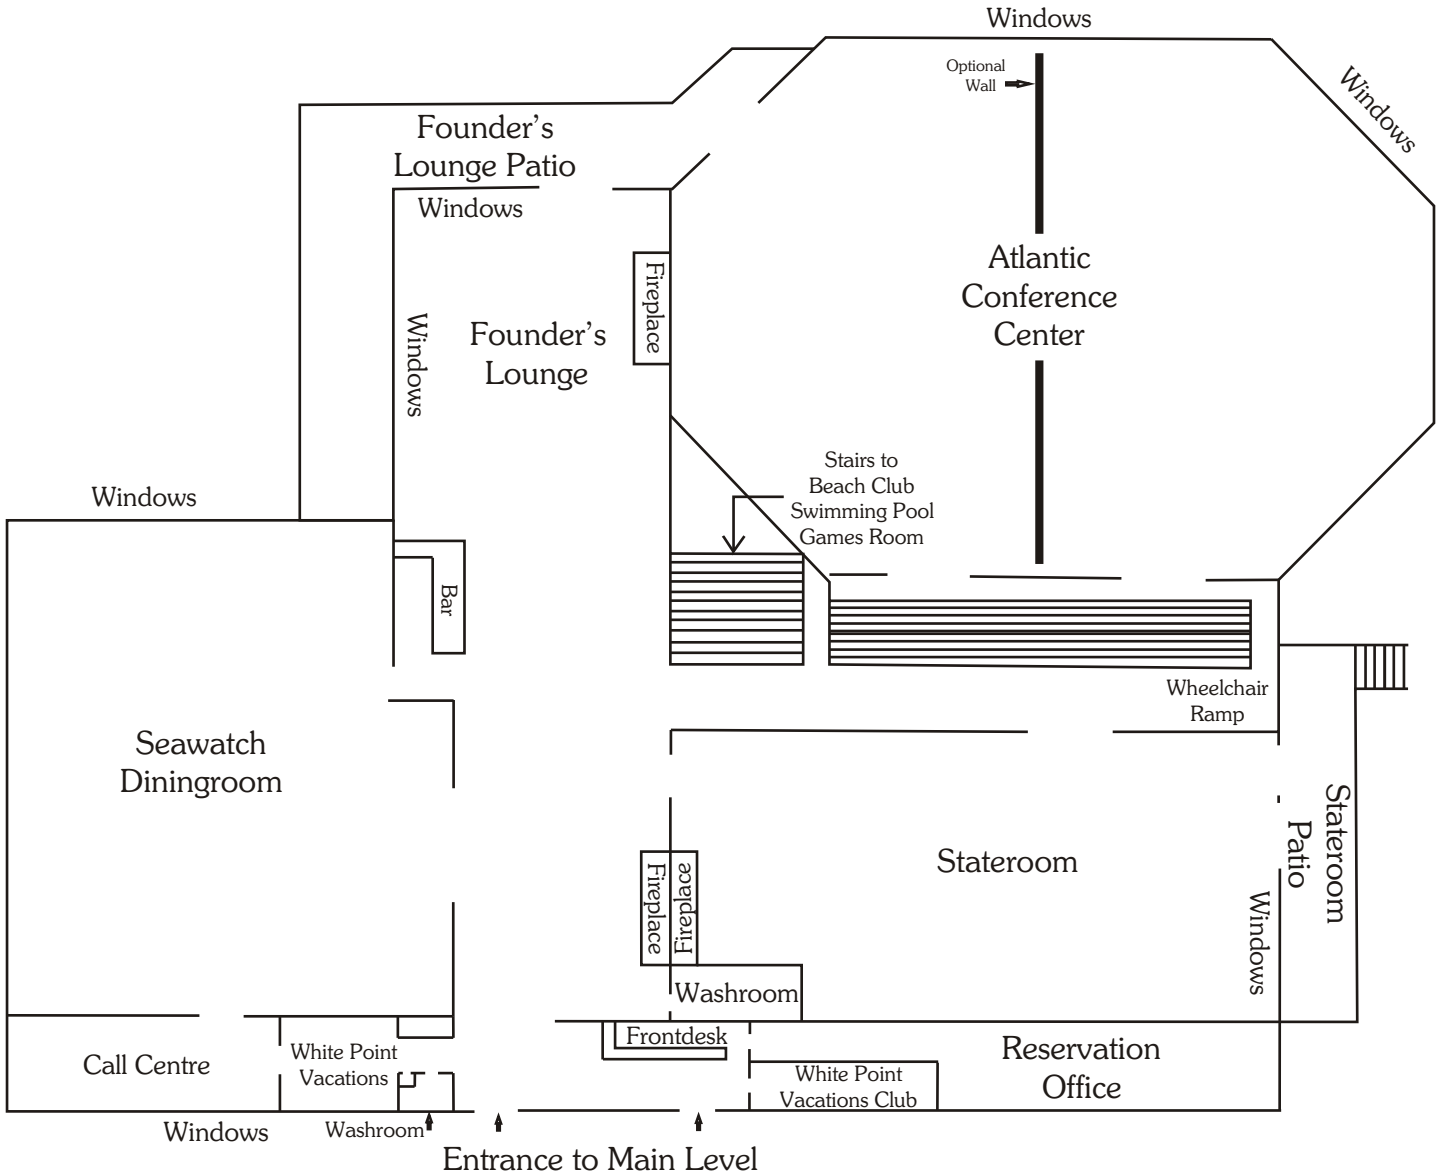 Windows
Optional
Wall
Windows
Founder's
Lounge Patio
Windows
Fireplace
Atlantic
Conference
Center
Windows
Founder's
Lounge
Stairs to
Beach Club
Swimming Pool
Games Room
Windows
Bar
Wheelchair
Ramp
Seawatch
Diningroom
Stateroom
Patio
Stateroom
Fireplace
Fireplace
Windows
Washroom
Frontdesk
Call Centre
White Point
Vacations
White Point
Vacations Club
Reservation
Office
Windows
Washroom
Entrance to Main Level